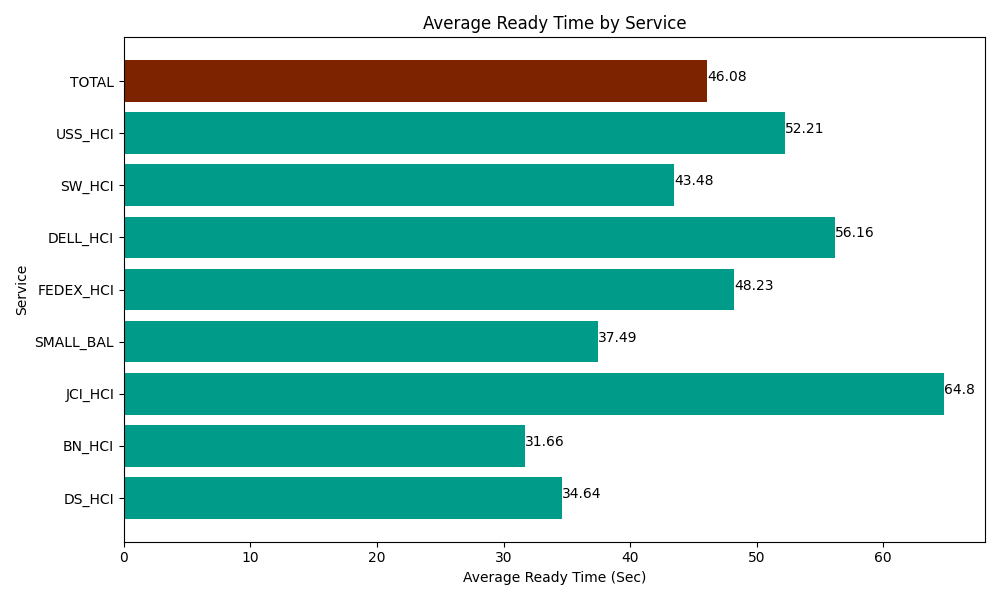 Average Ready Time by Service
TOTAL 46.08
USS_HCI 52.21
SW_HCI 43.48
DELL_HCI 56.16
FEDEX_HCI 48.23
SMALL_BAL 37.49
JCI_HCI 64.8
BN_HCI 31.66
DS_HCI 34.64
Service
0 10 20 30 40 50 60
Average Ready Time (Sec)